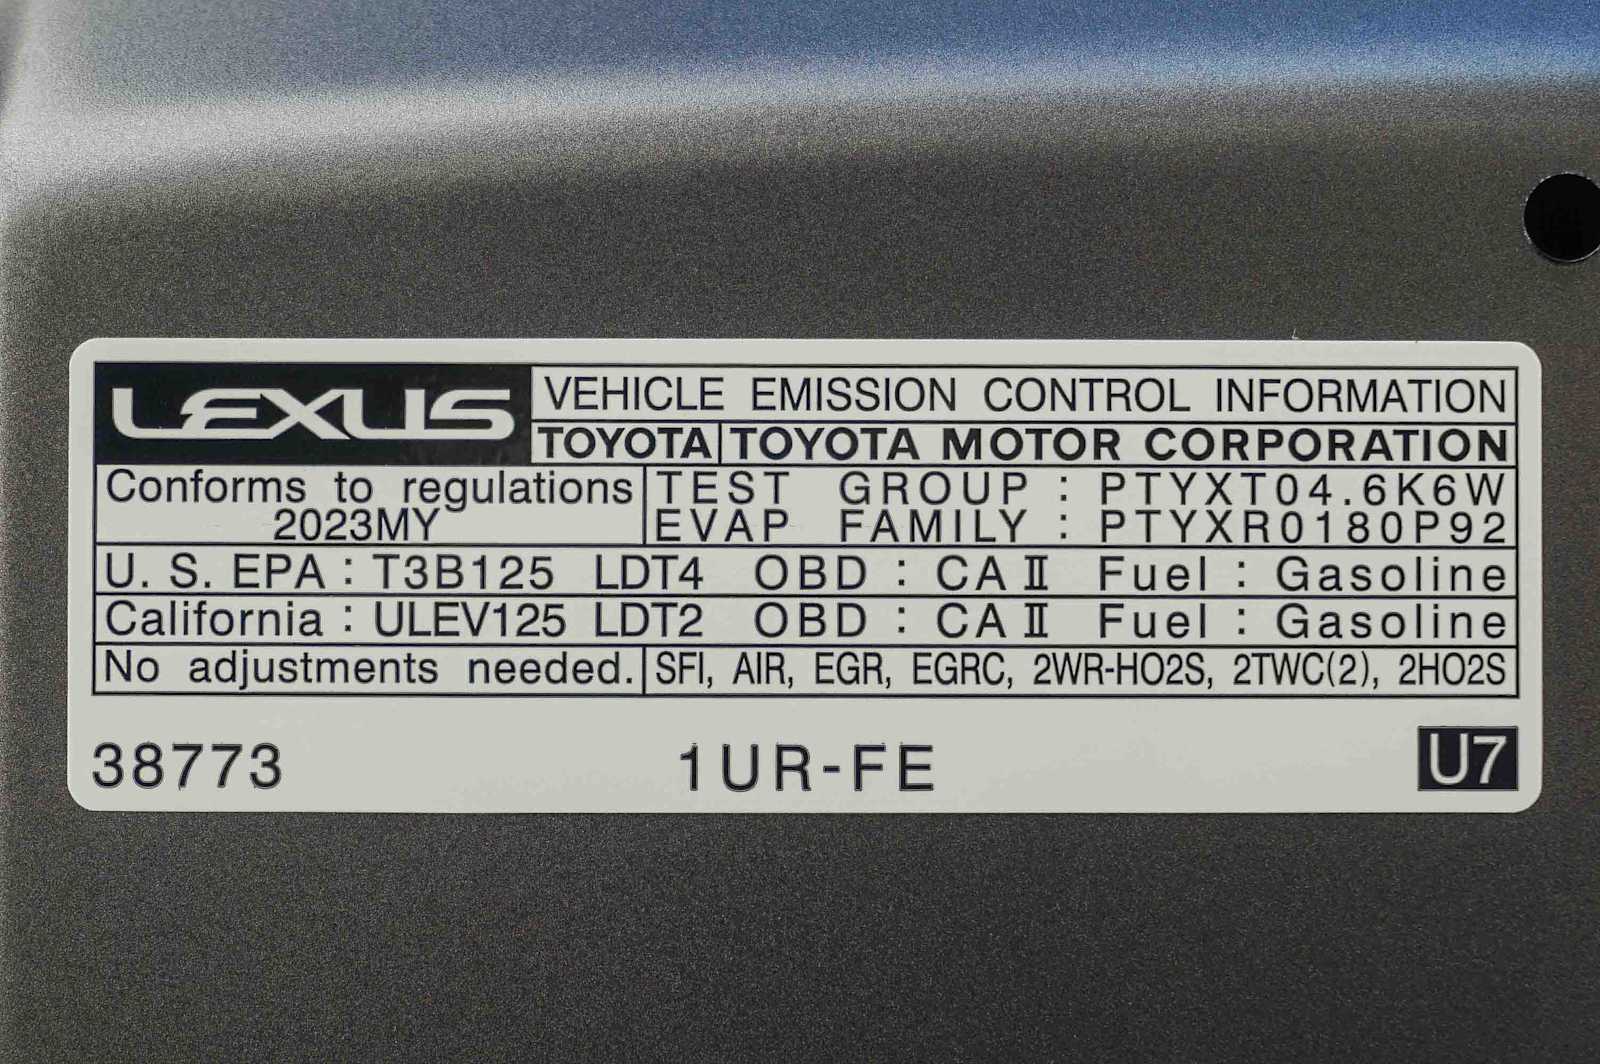 LEXUS
VEHICLE EMISSION CONTROL INFORMATION
TOYOTA TOYOTA MOTOR CORPORATION
Conforms to regulations
2023MY
TEST GROUP : PTYXT04.6K6W
EVAP FAMILY : PTYXR0180P92
U. S. EPA : T3B125 LDT4 OBD : CA II Fuel : Gasoline
California : ULEV125 LDT2 OBD : CA II Fuel : Gasoline
No adjustments needed. SFI, AIR, EGR, EGRC, 2WR-HO2S, 2TWC(2), 2HO2S
38773 1UR-FE U7